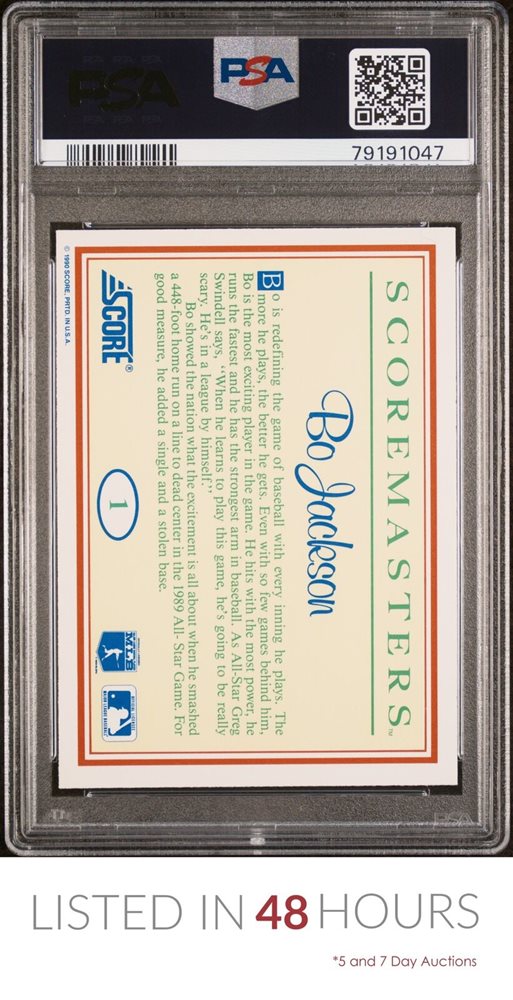 PSA
PSA
79191047
SCOREMASTERS™
Bo Jackson
Bo is redefining the game of baseball with every inning he plays. The
more he plays, the better he gets. Even with so few games behind him,
Bo is the most exciting player in the game. He hits with the most power, he
runs the fastest and he has the strongest arm in baseball. As All-Star Greg
Swindell says, "When he learns to play this game, he's going to be really
scary. He's in a league by himself."
Bo showed the nation what the excitement is all about when he smashed
a 448-foot home run on a line to dead center in the 1989 All-Star Game. For
good measure, he added a single and a stolen base.
SCORE®
1
© 1990 SCORE, PRTD. IN U.S.A.
PSA
LISTED IN 48 HOURS
*5 and 7 Day Auctions